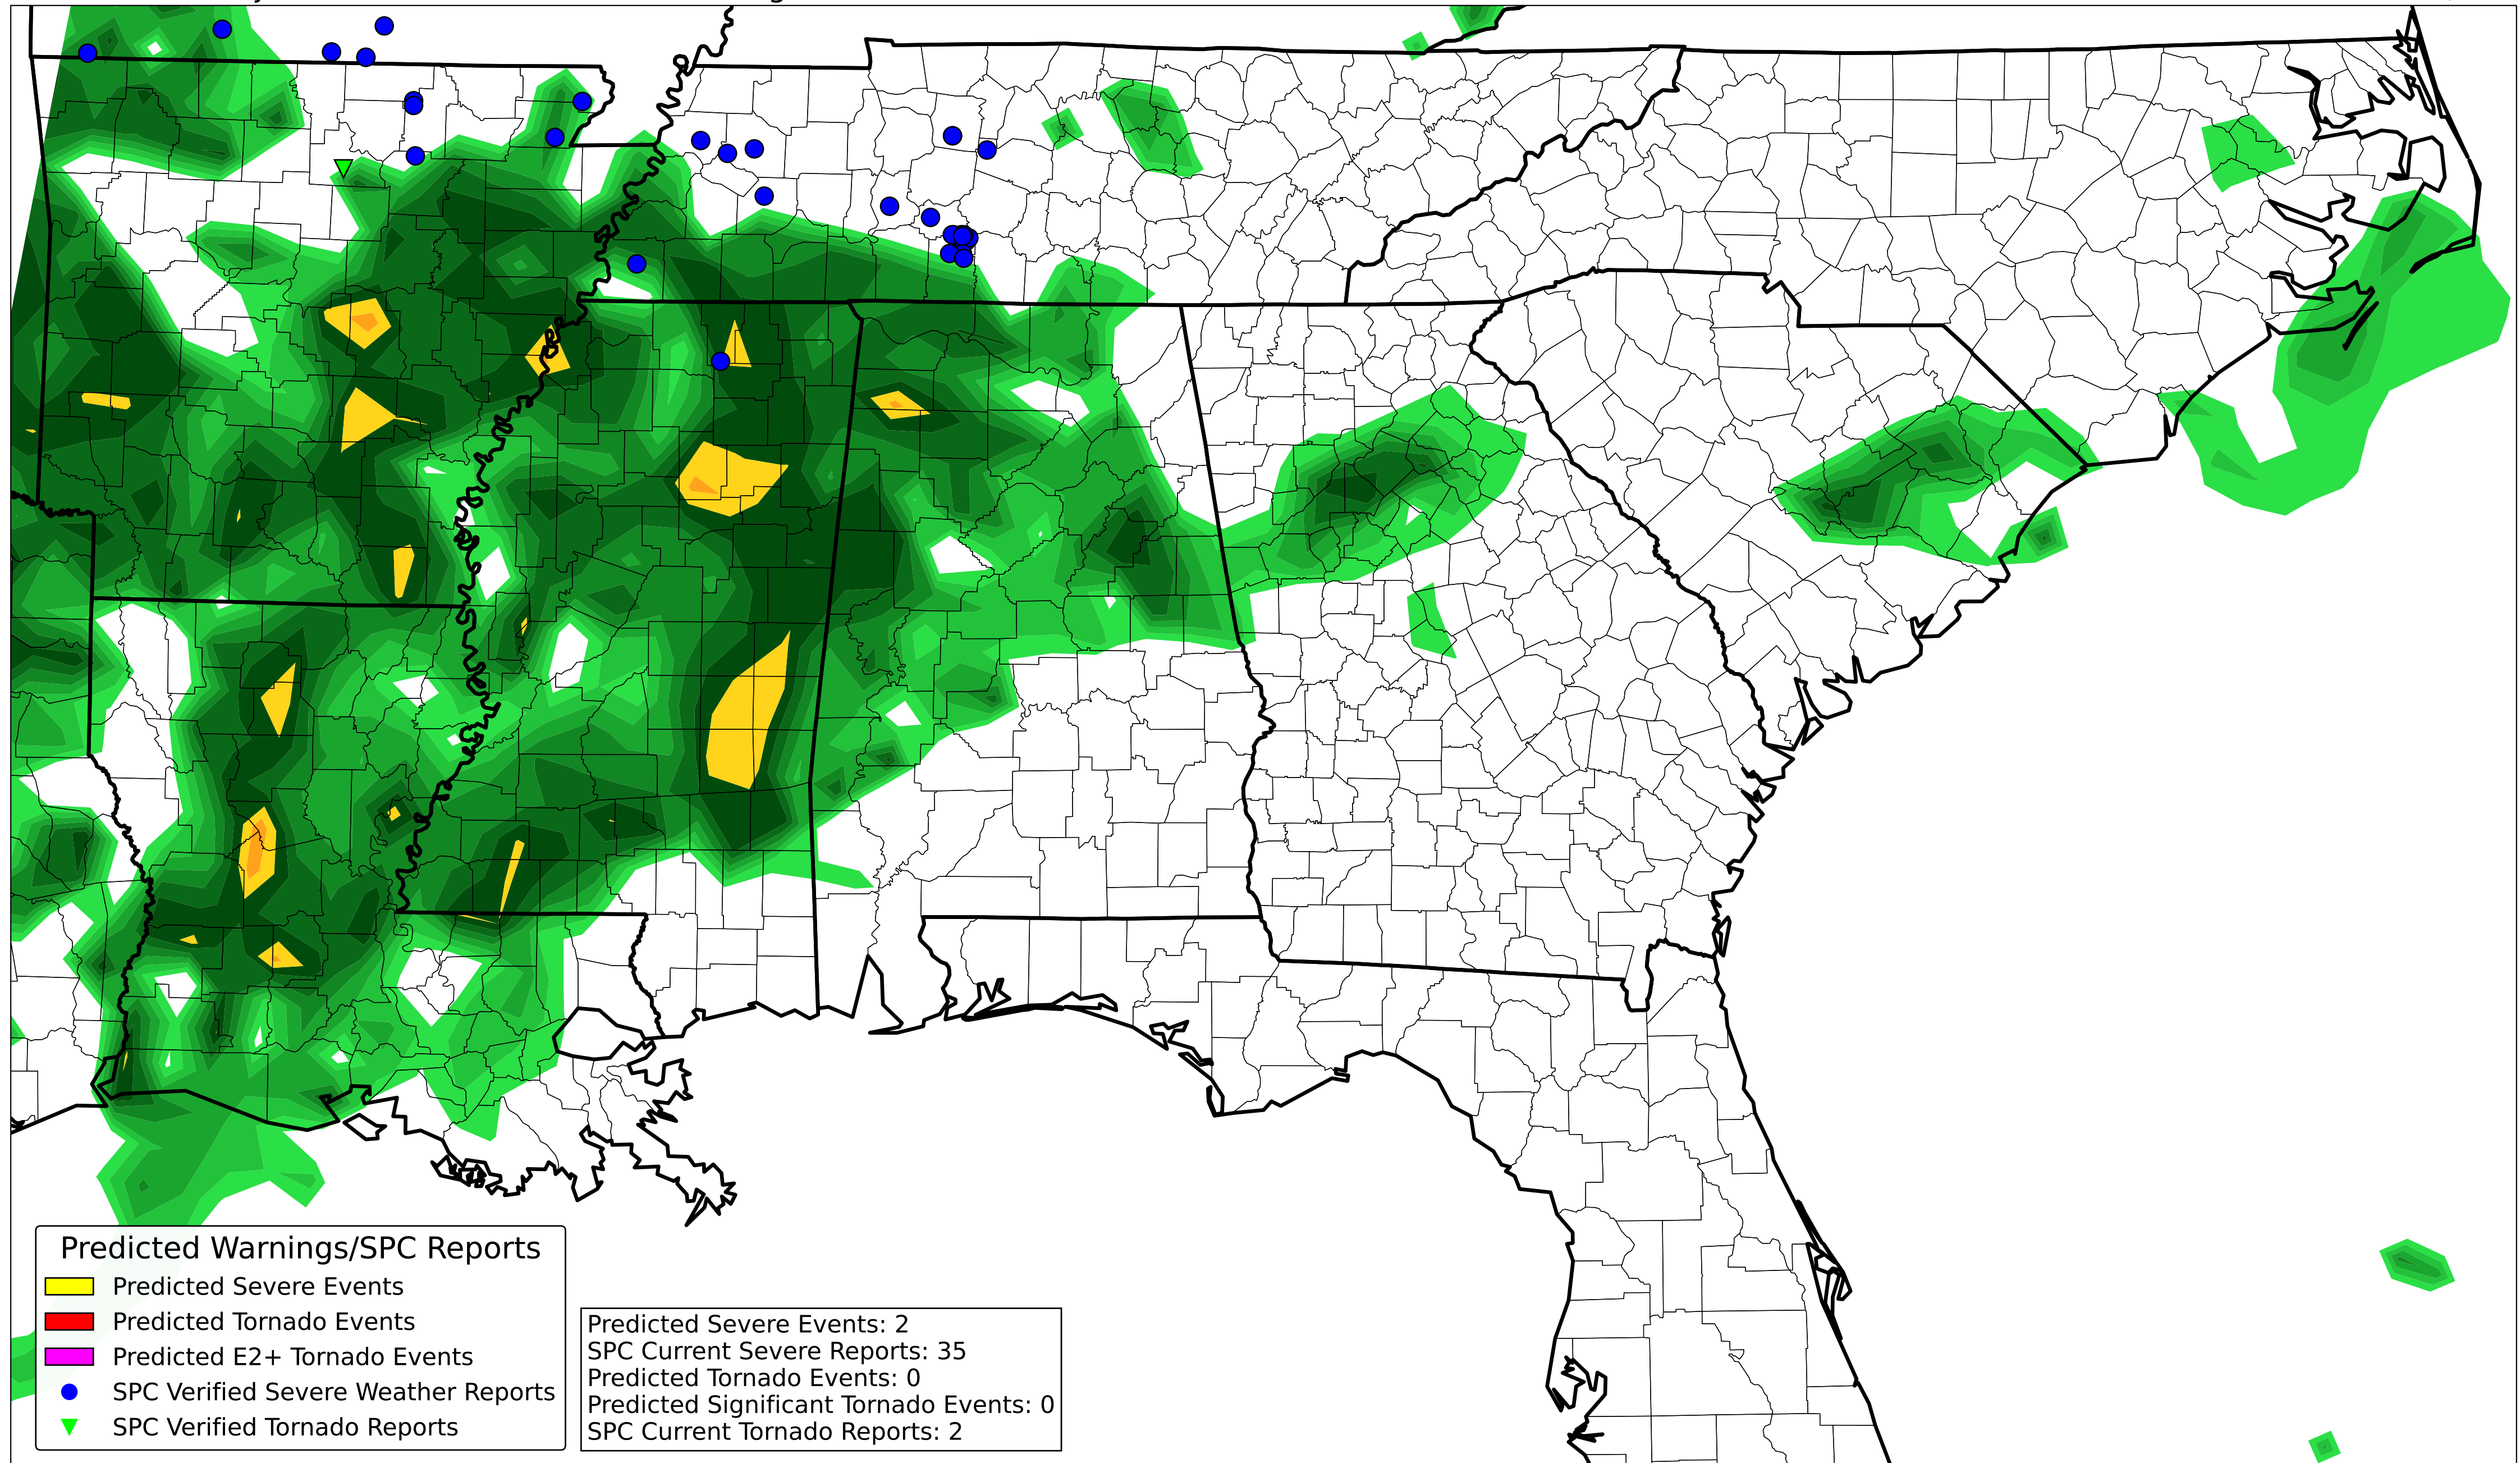 Predicted Warnings/SPC Reports
Predicted Severe Events
Predicted Tornado Events
Predicted E2+ Tornado Events
SPC Verified Severe Weather Reports
SPC Verified Tornado Reports
Predicted Severe Events: 2
SPC Current Severe Reports: 35
Predicted Tornado Events: 0
Predicted Significant Tornado Events: 0
SPC Current Tornado Reports: 2